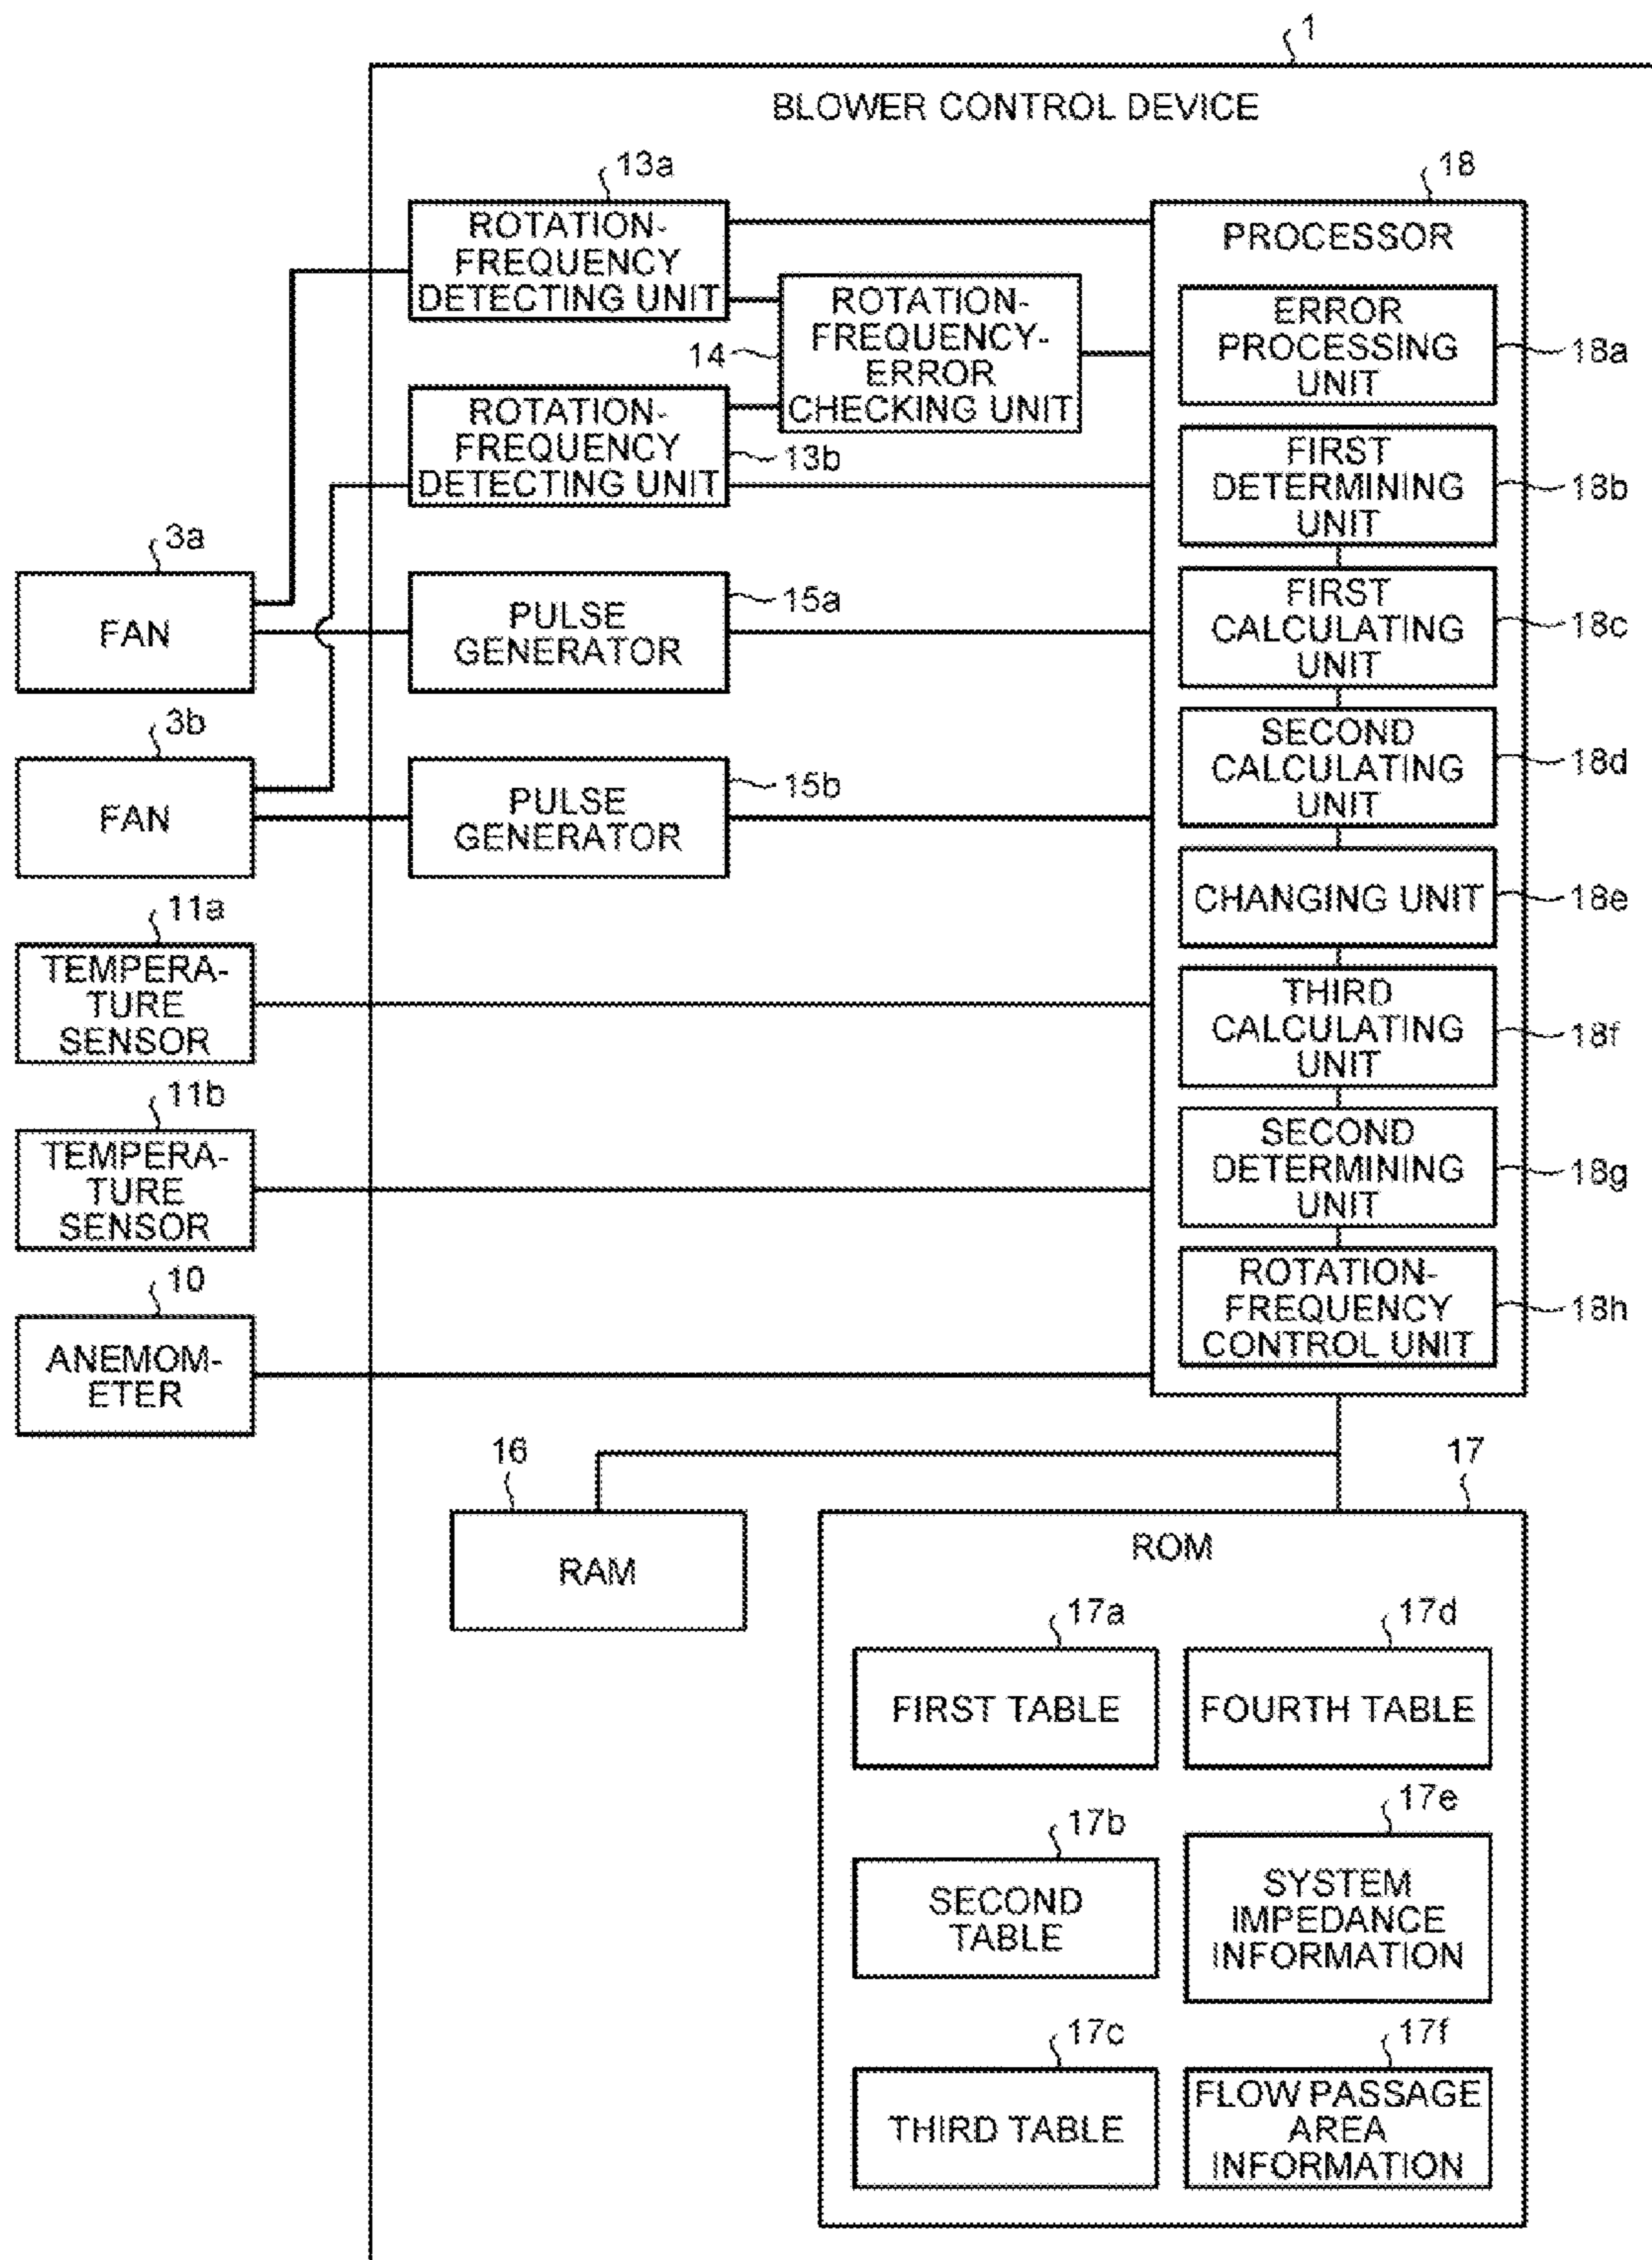 1
BLOWER CONTROL DEVICE
13a
ROTATION-
FREQUENCY
DETECTING UNIT
14
ROTATION-
FREQUENCY-
ERROR
CHECKING UNIT
ROTATION-
FREQUENCY
DETECTING UNIT
13b
3a
FAN
PULSE
GENERATOR
15a
3b
FAN
PULSE
GENERATOR
15b
11a
TEMPERA-
TURE
SENSOR
11b
TEMPERA-
TURE
SENSOR
10
ANEMOM-
ETER
18
PROCESSOR
ERROR
PROCESSING
UNIT
18a
FIRST
DETERMINING
UNIT
18b
FIRST
CALCULATING
UNIT
18c
SECOND
CALCULATING
UNIT
18d
CHANGING UNIT
18e
THIRD
CALCULATING
UNIT
18f
SECOND
DETERMINING
UNIT
18g
ROTATION-
FREQUENCY
CONTROL UNIT
18h
16
RAM
17
ROM
17a
FIRST TABLE
17d
FOURTH TABLE
17b
SECOND
TABLE
17e
SYSTEM
IMPEDANCE
INFORMATION
17c
THIRD TABLE
17f
FLOW PASSAGE
AREA
INFORMATION